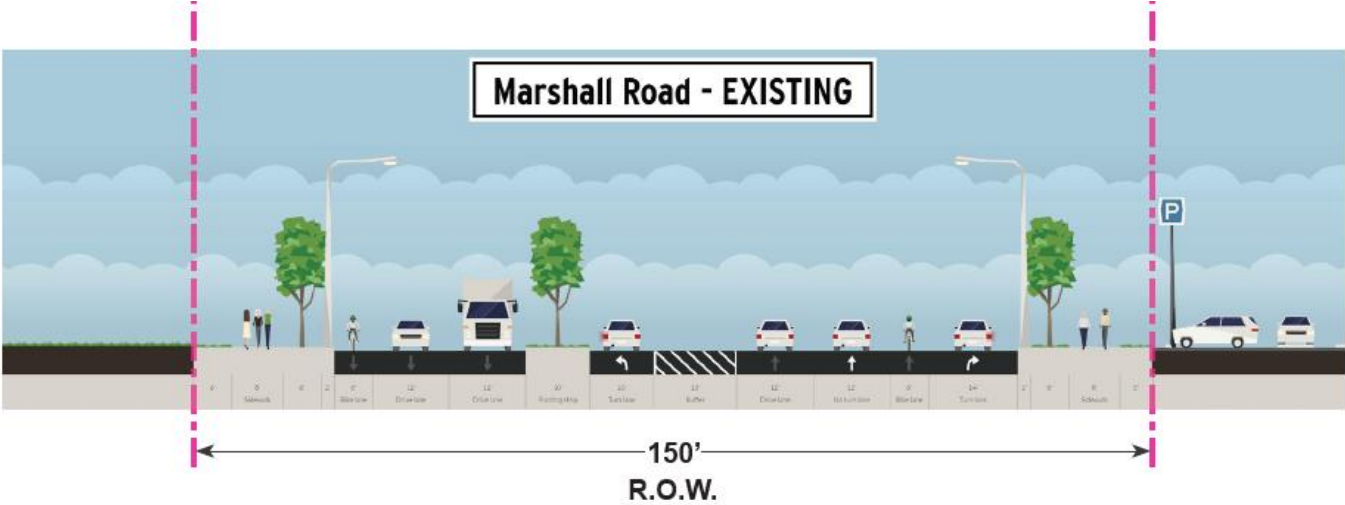 Marshall Road - EXISTING
P
6' 8' 6' 2' 6' 12' 12' 10' 10' 13' 12' 12' 6' 14' 2' 6' 8' 5'
Sidewalk Bike lane Drive lane Drive lane Planting strip Turn lane Buffer Drive lane turn lane Bike lane Turn lane Sidewalk
150'
R.O.W.